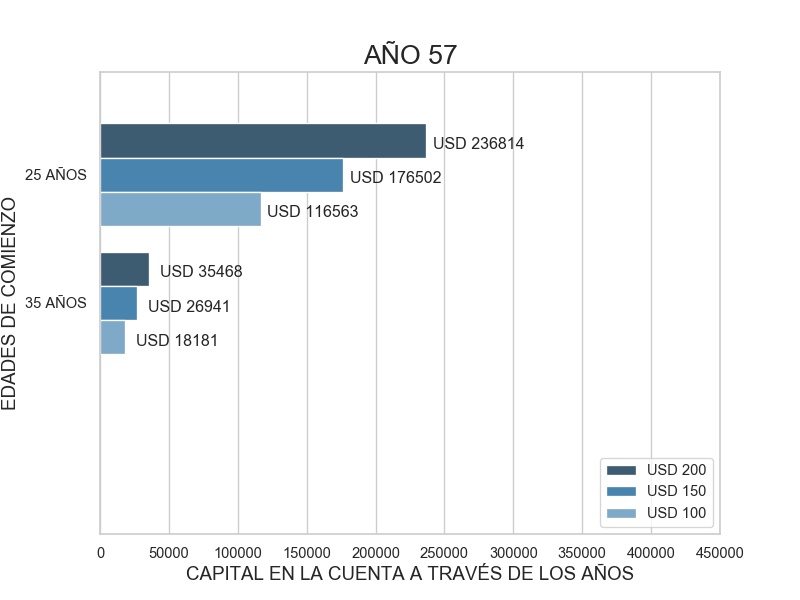 AÑO 57
EDADES DE COMIENZO
25 AÑOS
USD 236814
USD 176502
USD 116563
35 AÑOS
USD 35468
USD 26941
USD 18181
USD 200
USD 150
USD 100
0 50000 100000 150000 200000 250000 300000 350000 400000 450000
CAPITAL EN LA CUENTA A TRAVÉS DE LOS AÑOS